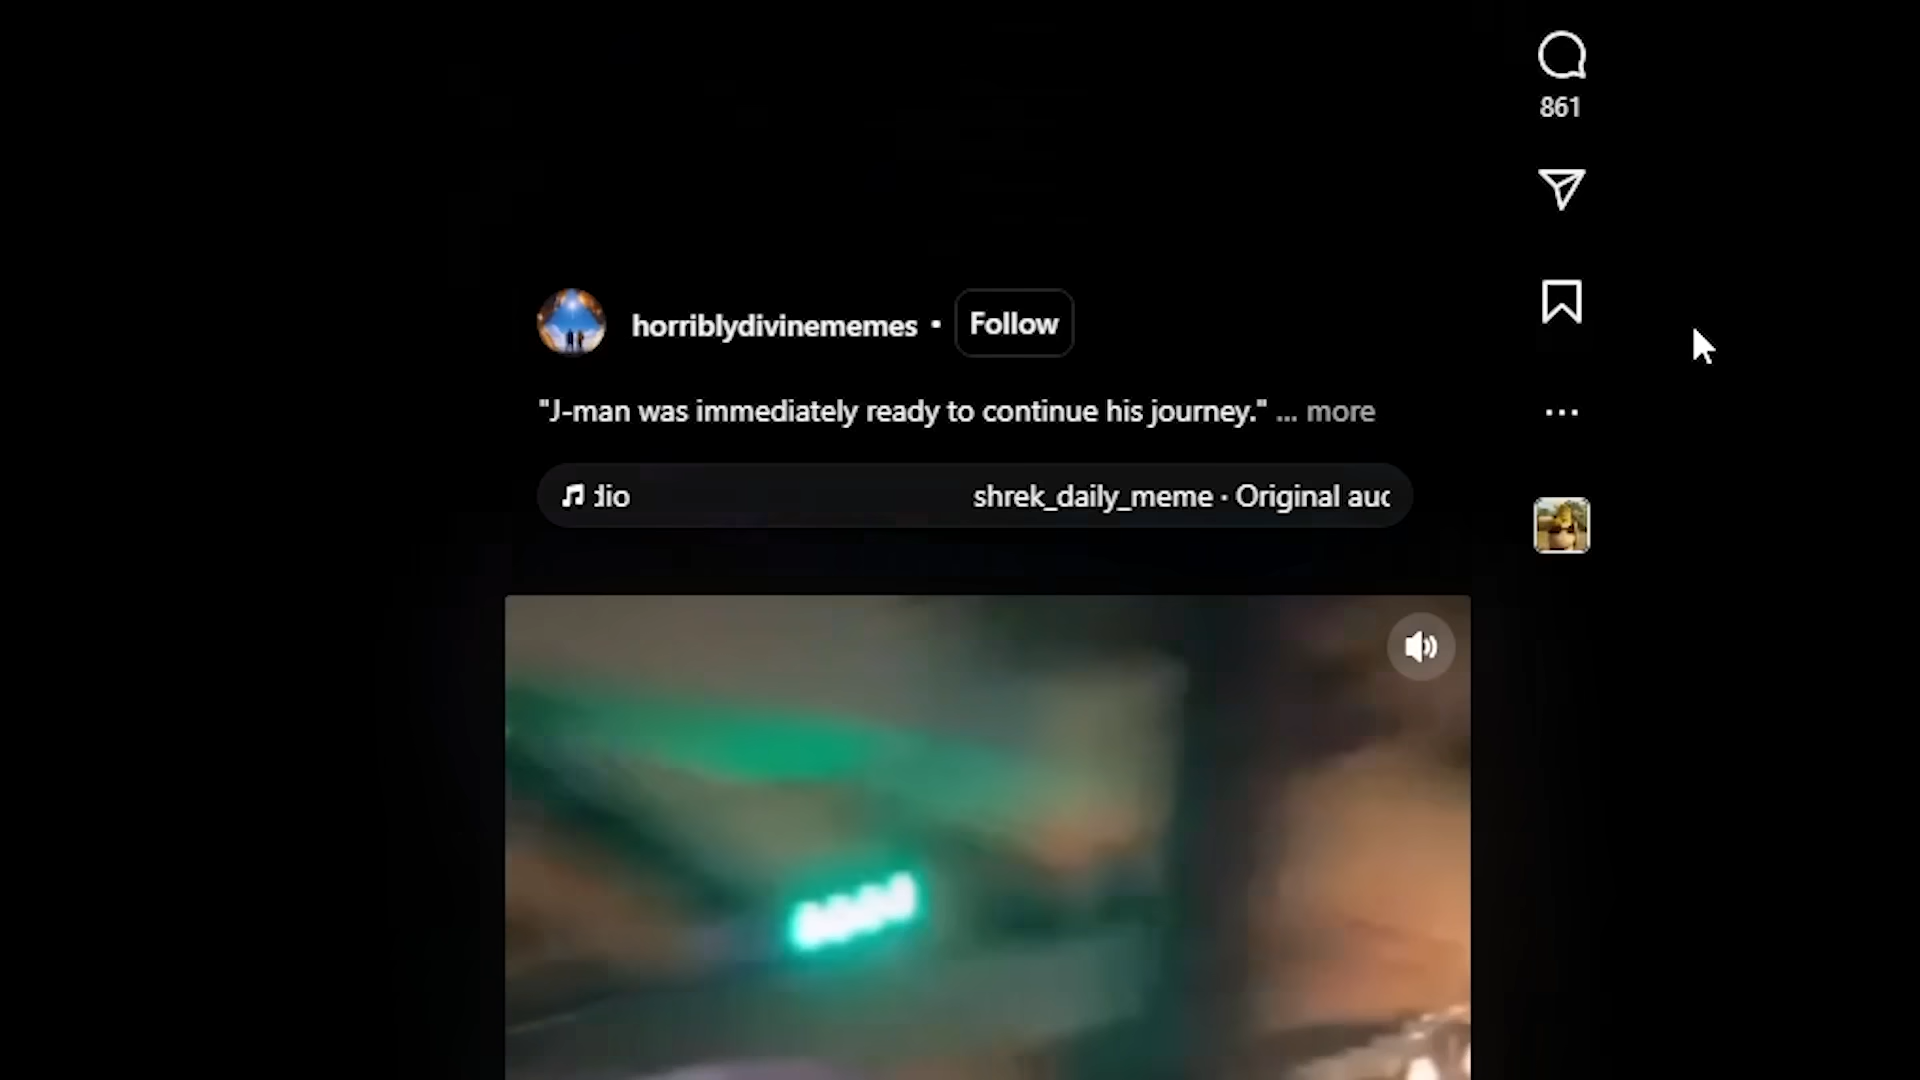 861
horriblydivinememes • Follow
"J-man was immediately ready to continue his journey." ... more
dio shrek_daily_meme · Original auc